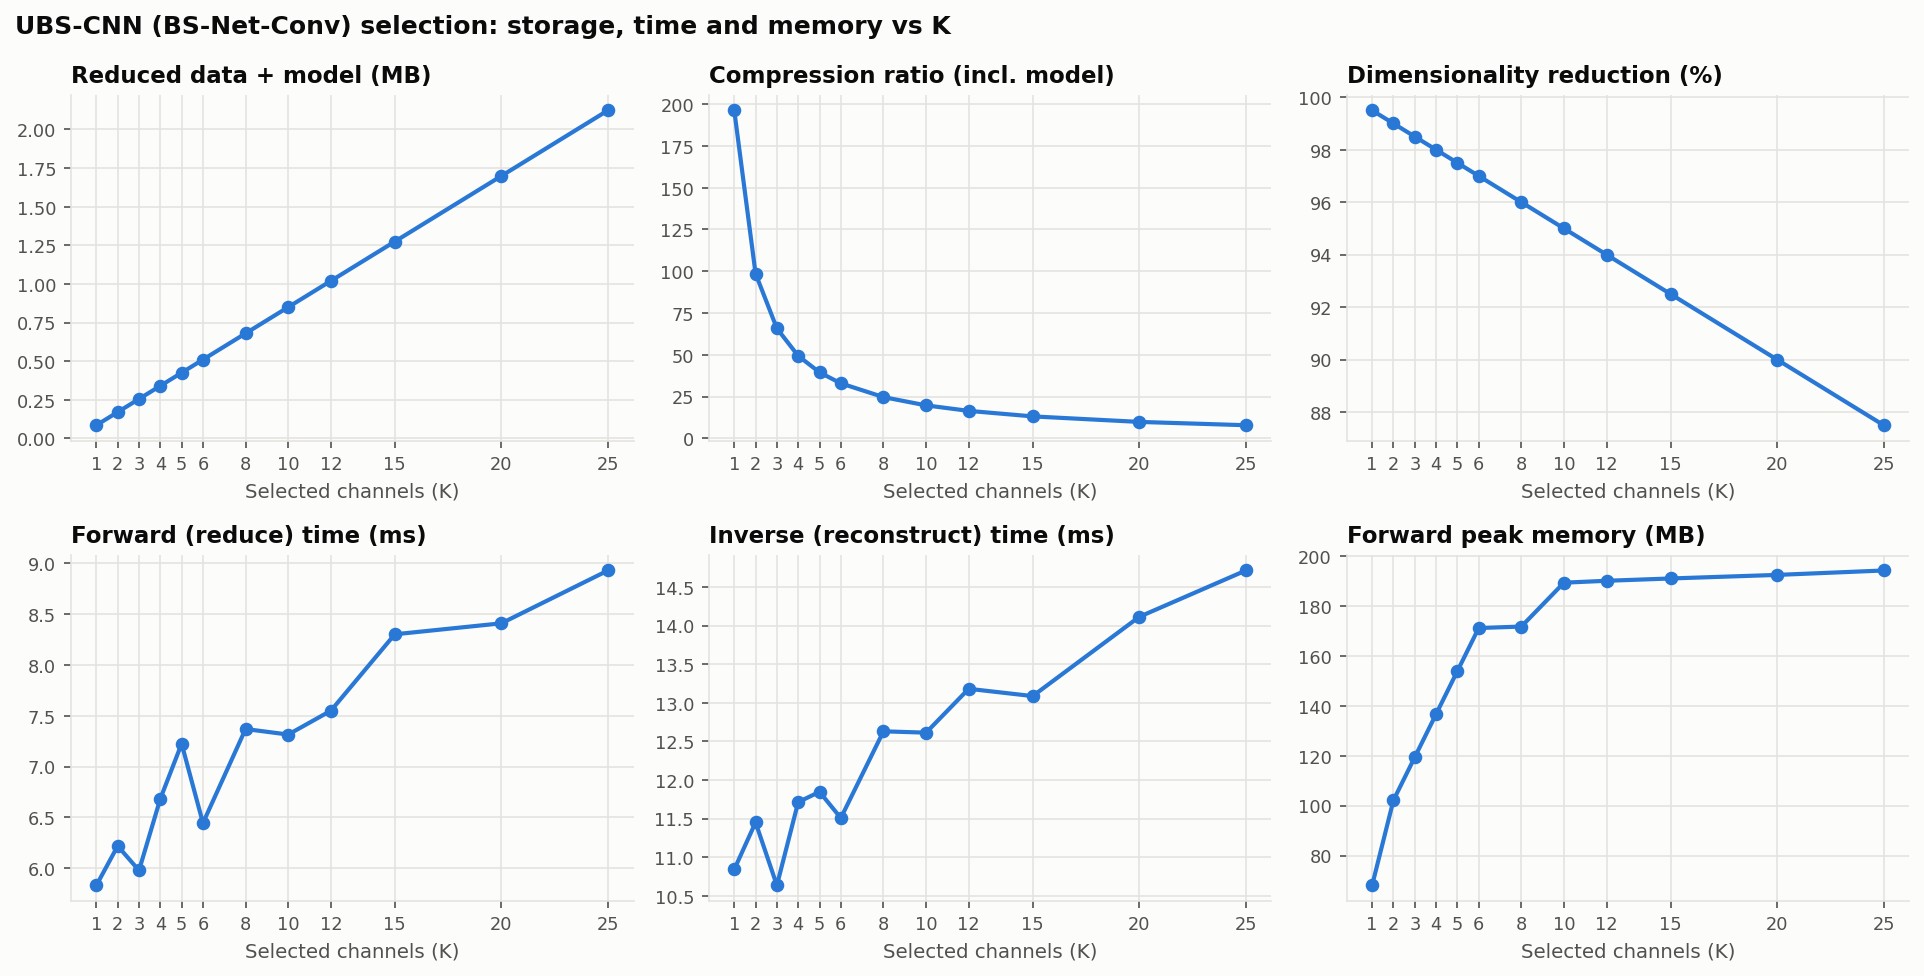 UBS-CNN (BS-Net-Conv) selection: storage, time and memory vs K
Reduced data + model (MB)
2.00
1.75
1.50
1.25
1.00
0.75
0.50
0.25
0.00
1 2 3 4 5 6 8 10 12 15 20 25
Selected channels (K)
Compression ratio (incl. model)
200
175
150
125
100
75
50
25
0
1 2 3 4 5 6 8 10 12 15 20 25
Selected channels (K)
Dimensionality reduction (%)
100
98
96
94
92
90
88
1 2 3 4 5 6 8 10 12 15 20 25
Selected channels (K)
Forward (reduce) time (ms)
9.0
8.5
8.0
7.5
7.0
6.5
6.0
1 2 3 4 5 6 8 10 12 15 20 25
Selected channels (K)
Inverse (reconstruct) time (ms)
14.5
14.0
13.5
13.0
12.5
12.0
11.5
11.0
10.5
1 2 3 4 5 6 8 10 12 15 20 25
Selected channels (K)
Forward peak memory (MB)
200
180
160
140
120
100
80
1 2 3 4 5 6 8 10 12 15 20 25
Selected channels (K)